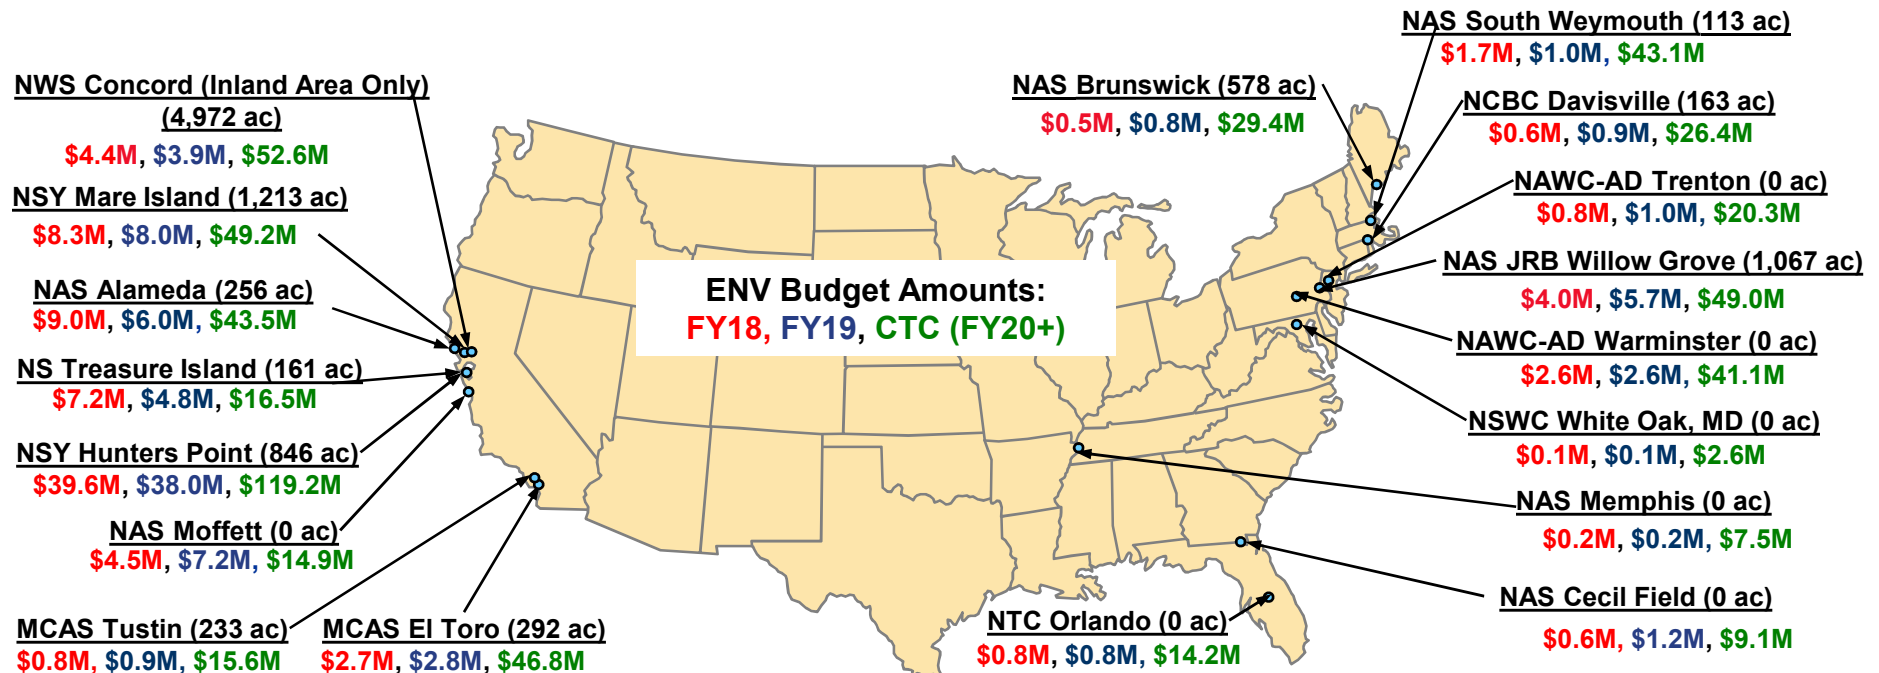 NWS Concord (Inland Area Only)
(4,972 ac)
$4.4M, $3.9M, $52.6M
NSY Mare Island (1,213 ac)
$8.3M, $8.0M, $49.2M
NAS Alameda (256 ac)
$9.0M, $6.0M, $43.5M
NS Treasure Island (161 ac)
$7.2M, $4.8M, $16.5M
NSY Hunters Point (846 ac)
$39.6M, $38.0M, $119.2M
NAS Moffett (0 ac)
$4.5M, $7.2M, $14.9M
MCAS Tustin (233 ac)
$0.8M, $0.9M, $15.6M
MCAS El Toro (292 ac)
$2.7M, $2.8M, $46.8M
ENV Budget Amounts:
FY18, FY19, CTC (FY20+)
NAS Brunswick (578 ac)
$0.5M, $0.8M, $29.4M
NAS South Weymouth (113 ac)
$1.7M, $1.0M, $43.1M
NCBC Davisville (163 ac)
$0.6M, $0.9M, $26.4M
NAWC-AD Trenton (0 ac)
$0.8M, $1.0M, $20.3M
NAS JRB Willow Grove (1,067 ac)
$4.0M, $5.7M, $49.0M
NAWC-AD Warminster (0 ac)
$2.6M, $2.6M, $41.1M
NSWC White Oak, MD (0 ac)
$0.1M, $0.1M, $2.6M
NAS Memphis (0 ac)
$0.2M, $0.2M, $7.5M
NAS Cecil Field (0 ac)
$0.6M, $1.2M, $9.1M
NTC Orlando (0 ac)
$0.8M, $0.8M, $14.2M